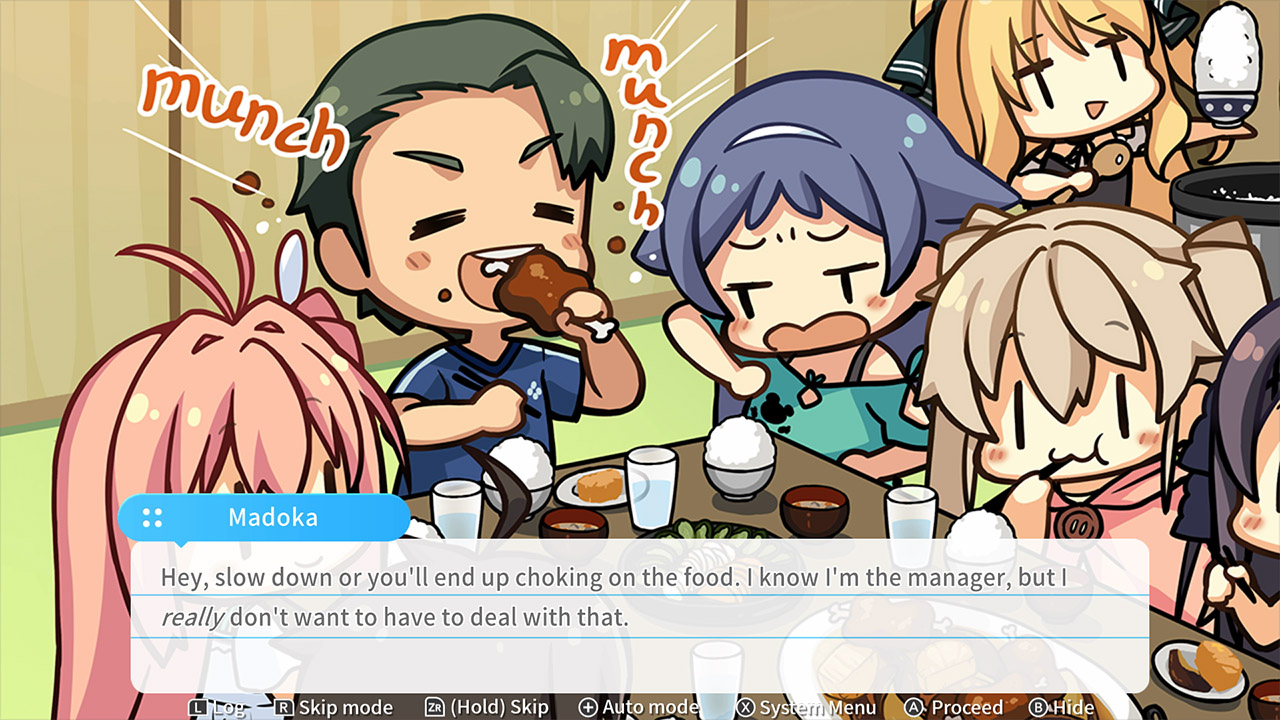 munch
munch
Madoka
Hey, slow down or you'll end up choking on the food. I know I'm the manager, but I
really don't want to have to deal with that.
L Log R Skip mode ZR (Hold) Skip + Auto mode X System Menu A Proceed B Hide